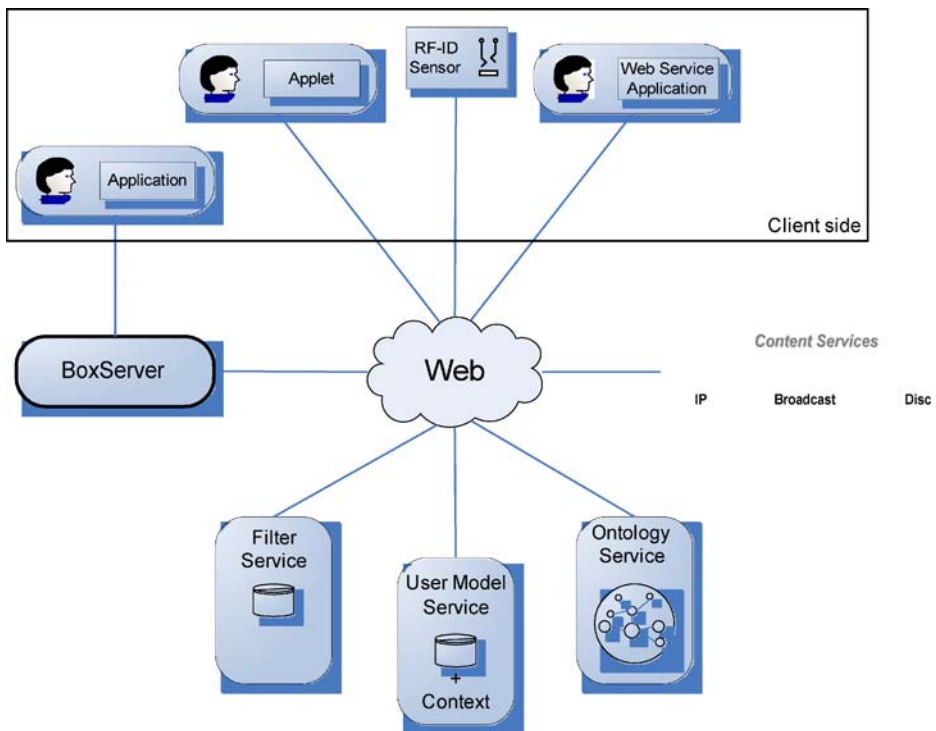 RF-ID
Sensor
Applet
Web Service
Application
Application
Client side
Content Services
BoxServer
Web
IP
Broadcast
Disc
Filter
Service
User Model
Service
+
Context
Ontology
Service